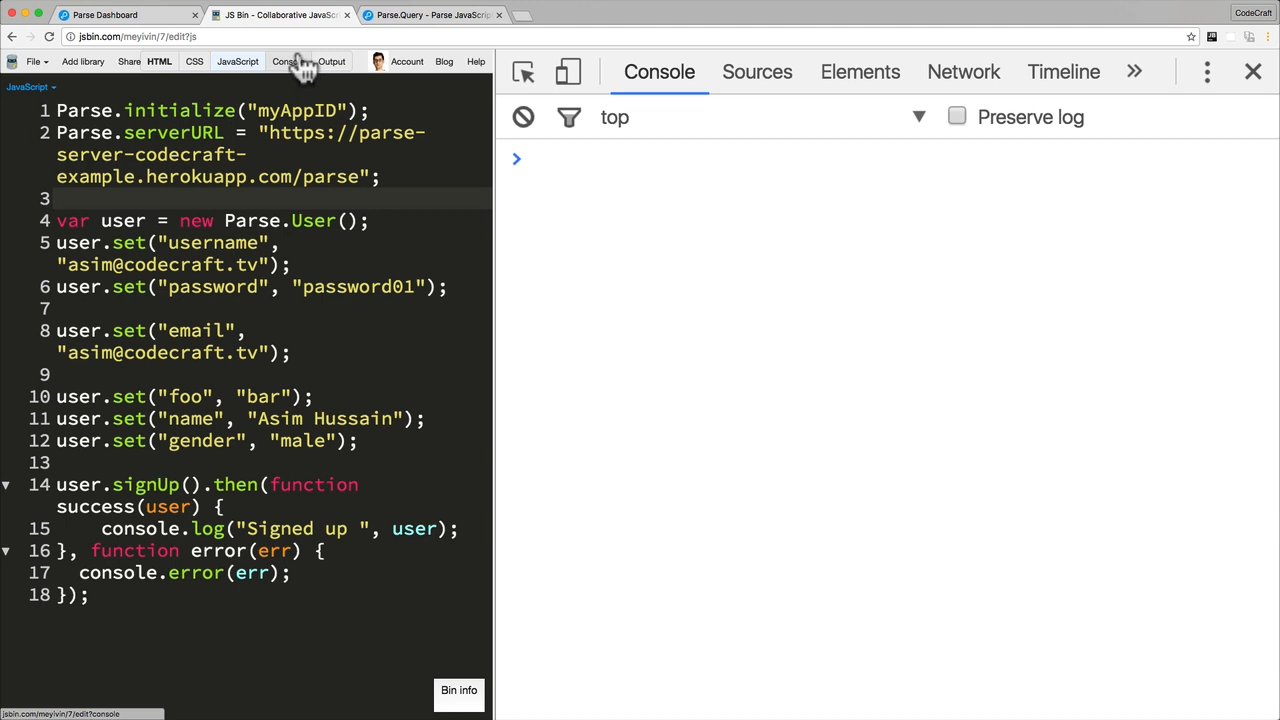 Parse Dashboard
JS Bin - Collaborative JavaScri
Parse.Query - Parse JavaScript
CodeCraft
jsbin.com/meyivin/7/edit?js
File
Add library
Share
HTML
CSS
JavaScript
Output
Account
Blog
Help
JavaScript
1 Parse.initialize("myAppID");
2 Parse.serverURL = "https://parse-
server-codecraft-
example.herokuapp.com/parse";
3
4 var user = new Parse.User();
5 user.set("username",
"asim@codecraft.tv");
6 user.set("password", "password01");
7
8 user.set("email",
"asim@codecraft.tv");
9
10 user.set("foo", "bar");
11 user.set("name", "Asim Hussain");
12 user.set("gender", "male");
13
14 user.signUp().then(function
success(user) {
15 console.log("Signed up ", user);
16 }, function error(err) {
17 console.error(err);
18 });
Bin info
jsbin.com/meyivin/7/edit?console
Console
Sources
Elements
Network
Timeline
top
Preserve log